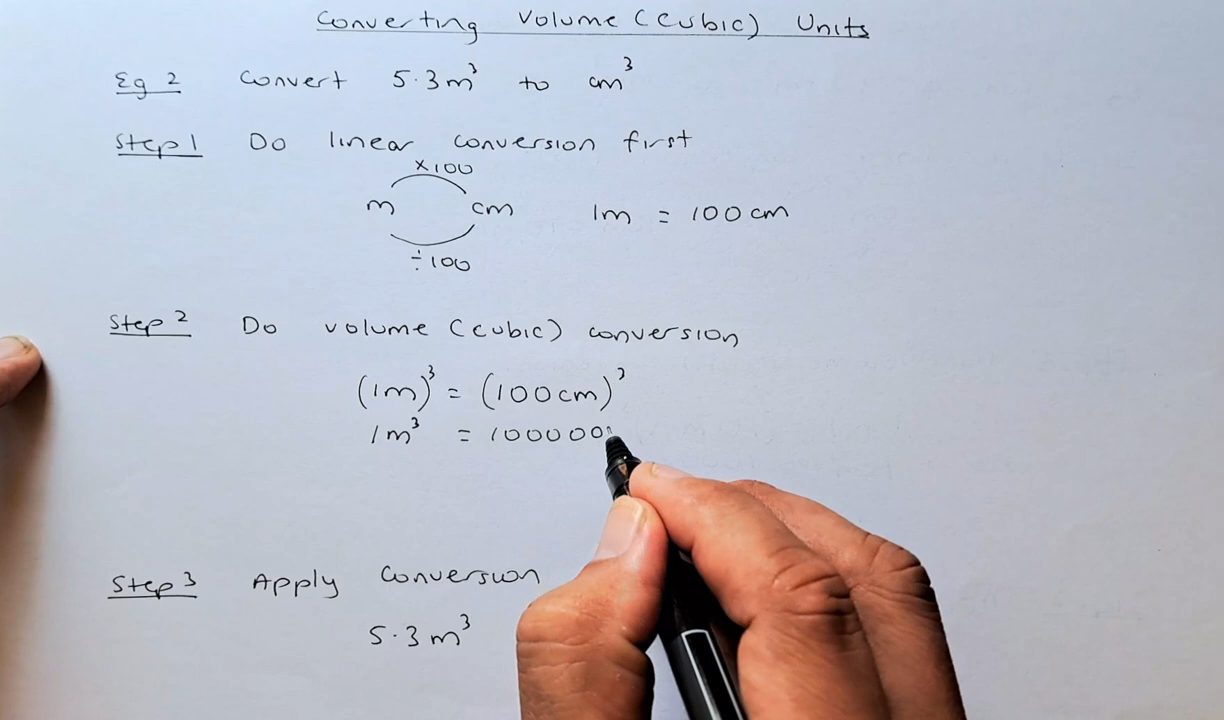 Converting Volume (Cubic) Units
Eg 2 Convert 5.3m³ to cm³
Step 1 Do linear conversion first
×100
m cm 1m = 100cm
÷100
Step 2 Do volume (cubic) conversion
(1m)³ = (100cm)³
1m³ = 100000
Step 3 Apply Conversion
5.3m³